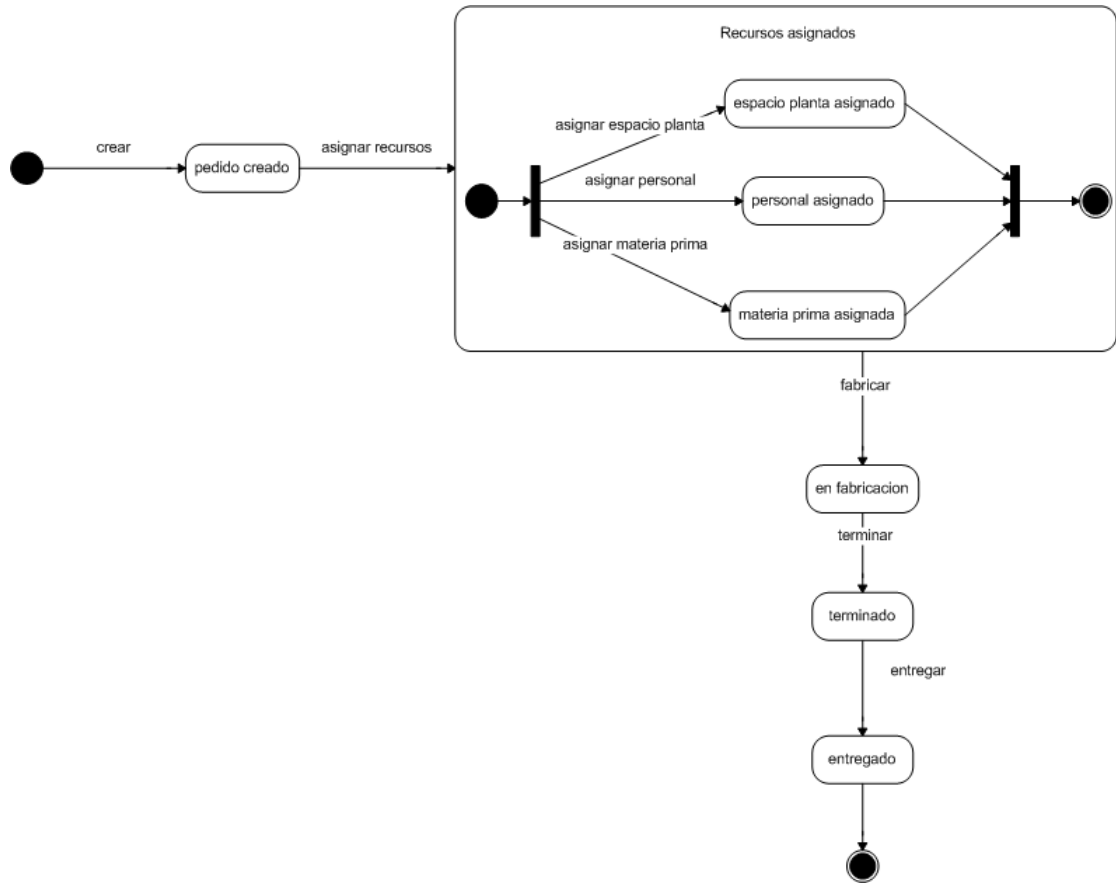 Recursos asignados
espacio planta asignado
asignar espacio planta
crear
asignar recursos
pedido creado
asignar personal
personal asignado
asignar materia prima
materia prima asignada
fabricar
en fabricacion
terminar
terminado
entregar
entregado